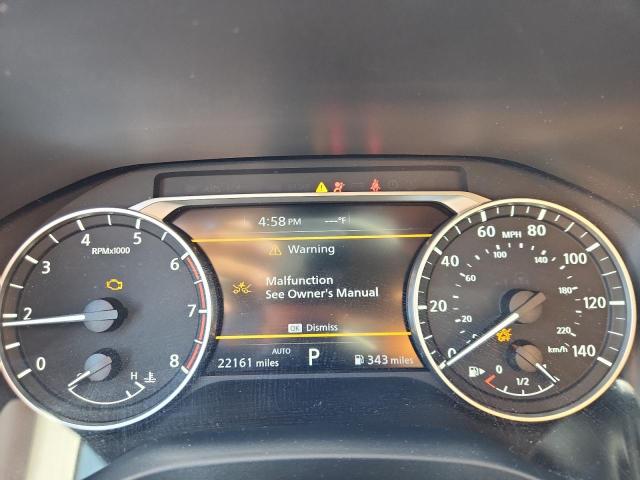 4:58 PM ---°F
Warning
Malfunction
See Owner's Manual
OK Dismiss
AUTO
22161 miles P 343 miles
RPMx1000
0 2 3 4 5 6 7 8
H
MPH
0 20 40 60 80 100 120 140
60 100 140 180 220
km/h
0 1/2